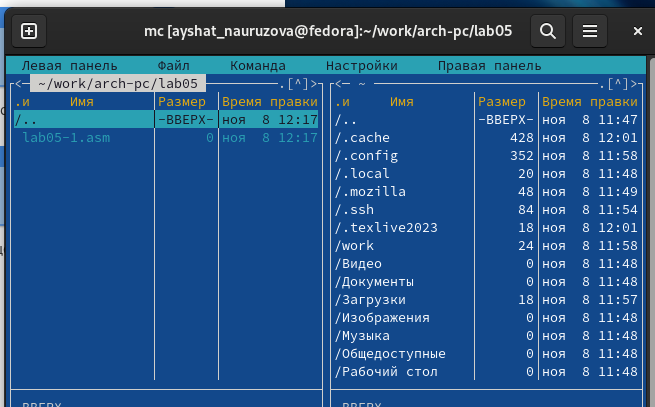 mc [ayshat_nauruzova@fedora]:~/work/arch-pc/lab05
Левая панель Файл Команда Настройки Правая панель
<— ~/work/arch-pc/lab05 .[^]>
.и Имя Размер Время правки
/.. -ВВЕРХ- ноя 8 12:17
lab05-1.asm 0 ноя 8 12:17
-ВВЕРХ-
<— ~ .[^]>
.и Имя Размер Время правки
/.. -ВВЕРХ- ноя 8 11:47
/.cache 428 ноя 8 12:01
/.config 352 ноя 8 11:58
/.local 20 ноя 8 11:48
/.mozilla 48 ноя 8 11:49
/.ssh 84 ноя 8 11:54
/.texlive2023 18 ноя 8 12:01
/work 24 ноя 8 11:58
/Видео 0 ноя 8 11:48
/Документы 0 ноя 8 11:48
/Загрузки 18 ноя 8 11:57
/Изображения 0 ноя 8 11:48
/Музыка 0 ноя 8 11:48
/Общедоступные 0 ноя 8 11:48
/Рабочий стол 0 ноя 8 11:48
-ВВЕРХ-